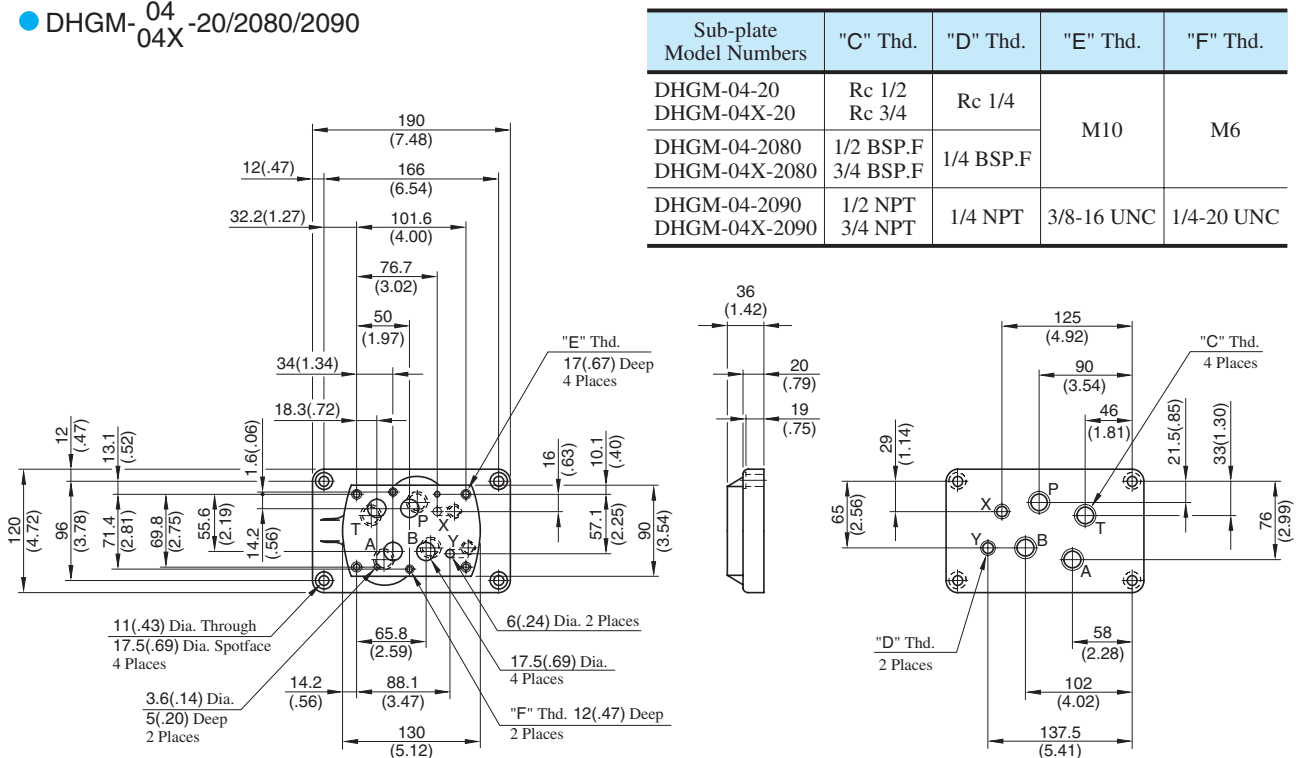 DHGM-04/04X-20/2080/2090
Sub-plate Model Numbers "C" Thd. "D" Thd. "E" Thd. "F" Thd.
DHGM-04-20 Rc 1/2 Rc 1/4 M10 M6
DHGM-04X-20 Rc 3/4
DHGM-04-2080 1/2 BSP.F 1/4 BSP.F
DHGM-04X-2080 3/4 BSP.F
DHGM-04-2090 1/2 NPT 1/4 NPT 3/8-16 UNC 1/4-20 UNC
DHGM-04X-2090 3/4 NPT
190
(7.48)
12(.47)
166
(6.54)
32.2(1.27)
101.6
(4.00)
76.7
(3.02)
50
(1.97)
34(1.34)
18.3(.72)
"E" Thd.
17(.67) Deep
4 Places
12
(.47)
13.1
(.52)
1.6(.06)
16
(.63)
10.1
(.40)
120
(4.72)
96
(3.78)
71.4
(2.81)
69.8
(2.75)
55.6
(2.19)
14.2
(.56)
57.1
(2.25)
90
(3.54)
T
P
X
A
B
Y
11(.43) Dia. Through
17.5(.69) Dia. Spotface
4 Places
3.6(.14) Dia.
5(.20) Deep
2 Places
65.8
(2.59)
14.2
(.56)
88.1
(3.47)
130
(5.12)
6(.24) Dia. 2 Places
17.5(.69) Dia.
4 Places
"F" Thd. 12(.47) Deep
2 Places
36
(1.42)
20
(.79)
19
(.75)
125
(4.92)
90
(3.54)
46
(1.81)
"C" Thd.
4 Places
29
(1.14)
21.5(.85)
33(1.30)
65
(2.56)
76
(2.99)
P
X
T
Y
B
A
"D" Thd.
2 Places
58
(2.28)
102
(4.02)
137.5
(5.41)